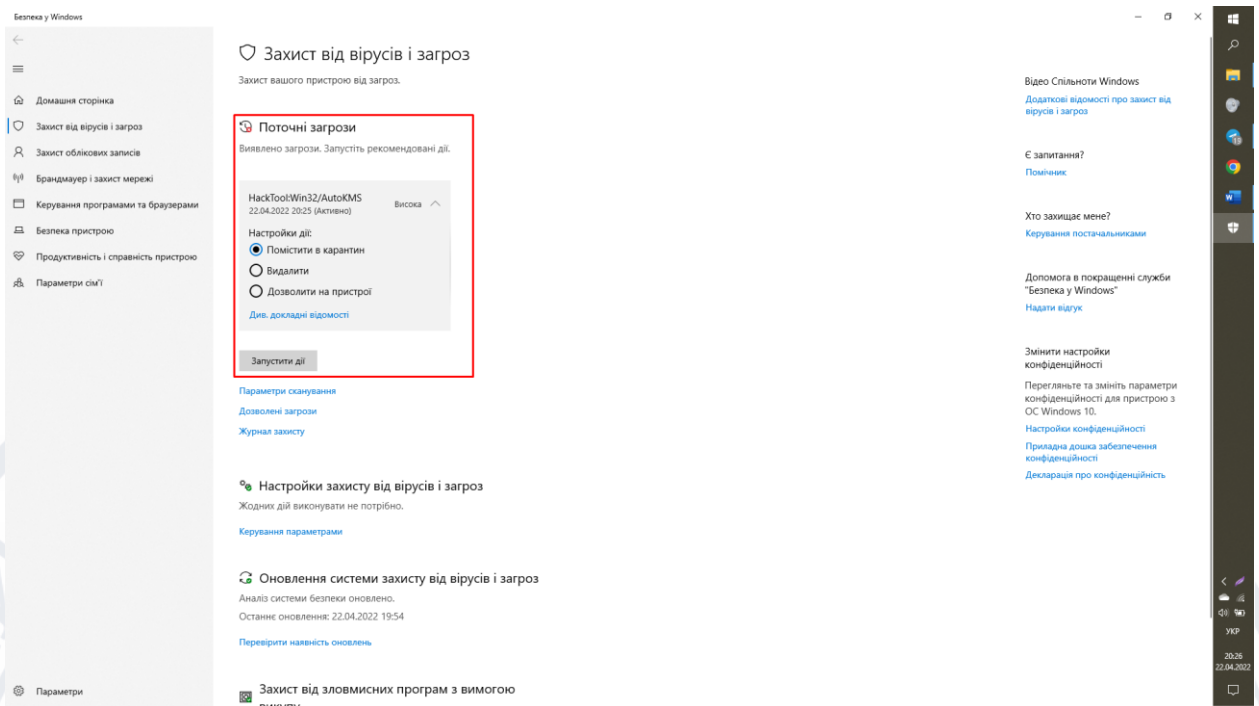 Безпека у Windows
Домашня сторінка
Захист від вірусів і загроз
Захист облікових записів
Брандмауер і захист мережі
Керування програмами та браузерами
Безпека пристрою
Продуктивність і справність пристрою
Параметри сім'ї
Параметри
Захист від вірусів і загроз
Захист вашого пристрою від загроз.
Поточні загрози
Виявлено загрози. Запустіть рекомендовані дії.
HackTool:Win32/AutoKMS
22.04.2022 20:25 (Активно)
Висока
Настройки дії:
Помістити в карантин
Видалити
Дозволити на пристрої
Див. докладні відомості
Запустити дії
Параметри сканування
Дозволені загрози
Журнал захисту
Настройки захисту від вірусів і загроз
Жодних дій виконувати не потрібно.
Керування параметрами
Оновлення системи захисту від вірусів і загроз
Аналіз системи безпеки оновлено.
Останнє оновлення: 22.04.2022 19:54
Перевірити наявність оновлень
Захист від зловмисних програм з вимогою
викупу
Відео Спільноти Windows
Додаткові відомості про захист від
вірусів і загроз
Є запитання?
Помічник
Хто захищає мене?
Керування постачальниками
Допомога в покращенні служби
"Безпека у Windows"
Надати відгук
Змінити настройки
конфіденційності
Перегляньте та змініть параметри
конфіденційності для пристрою з
ОС Windows 10.
Настройки конфіденційності
Приладна дошка забезпечення
конфіденційності
Декларація про конфіденційність
УКР
20:26
22.04.2022